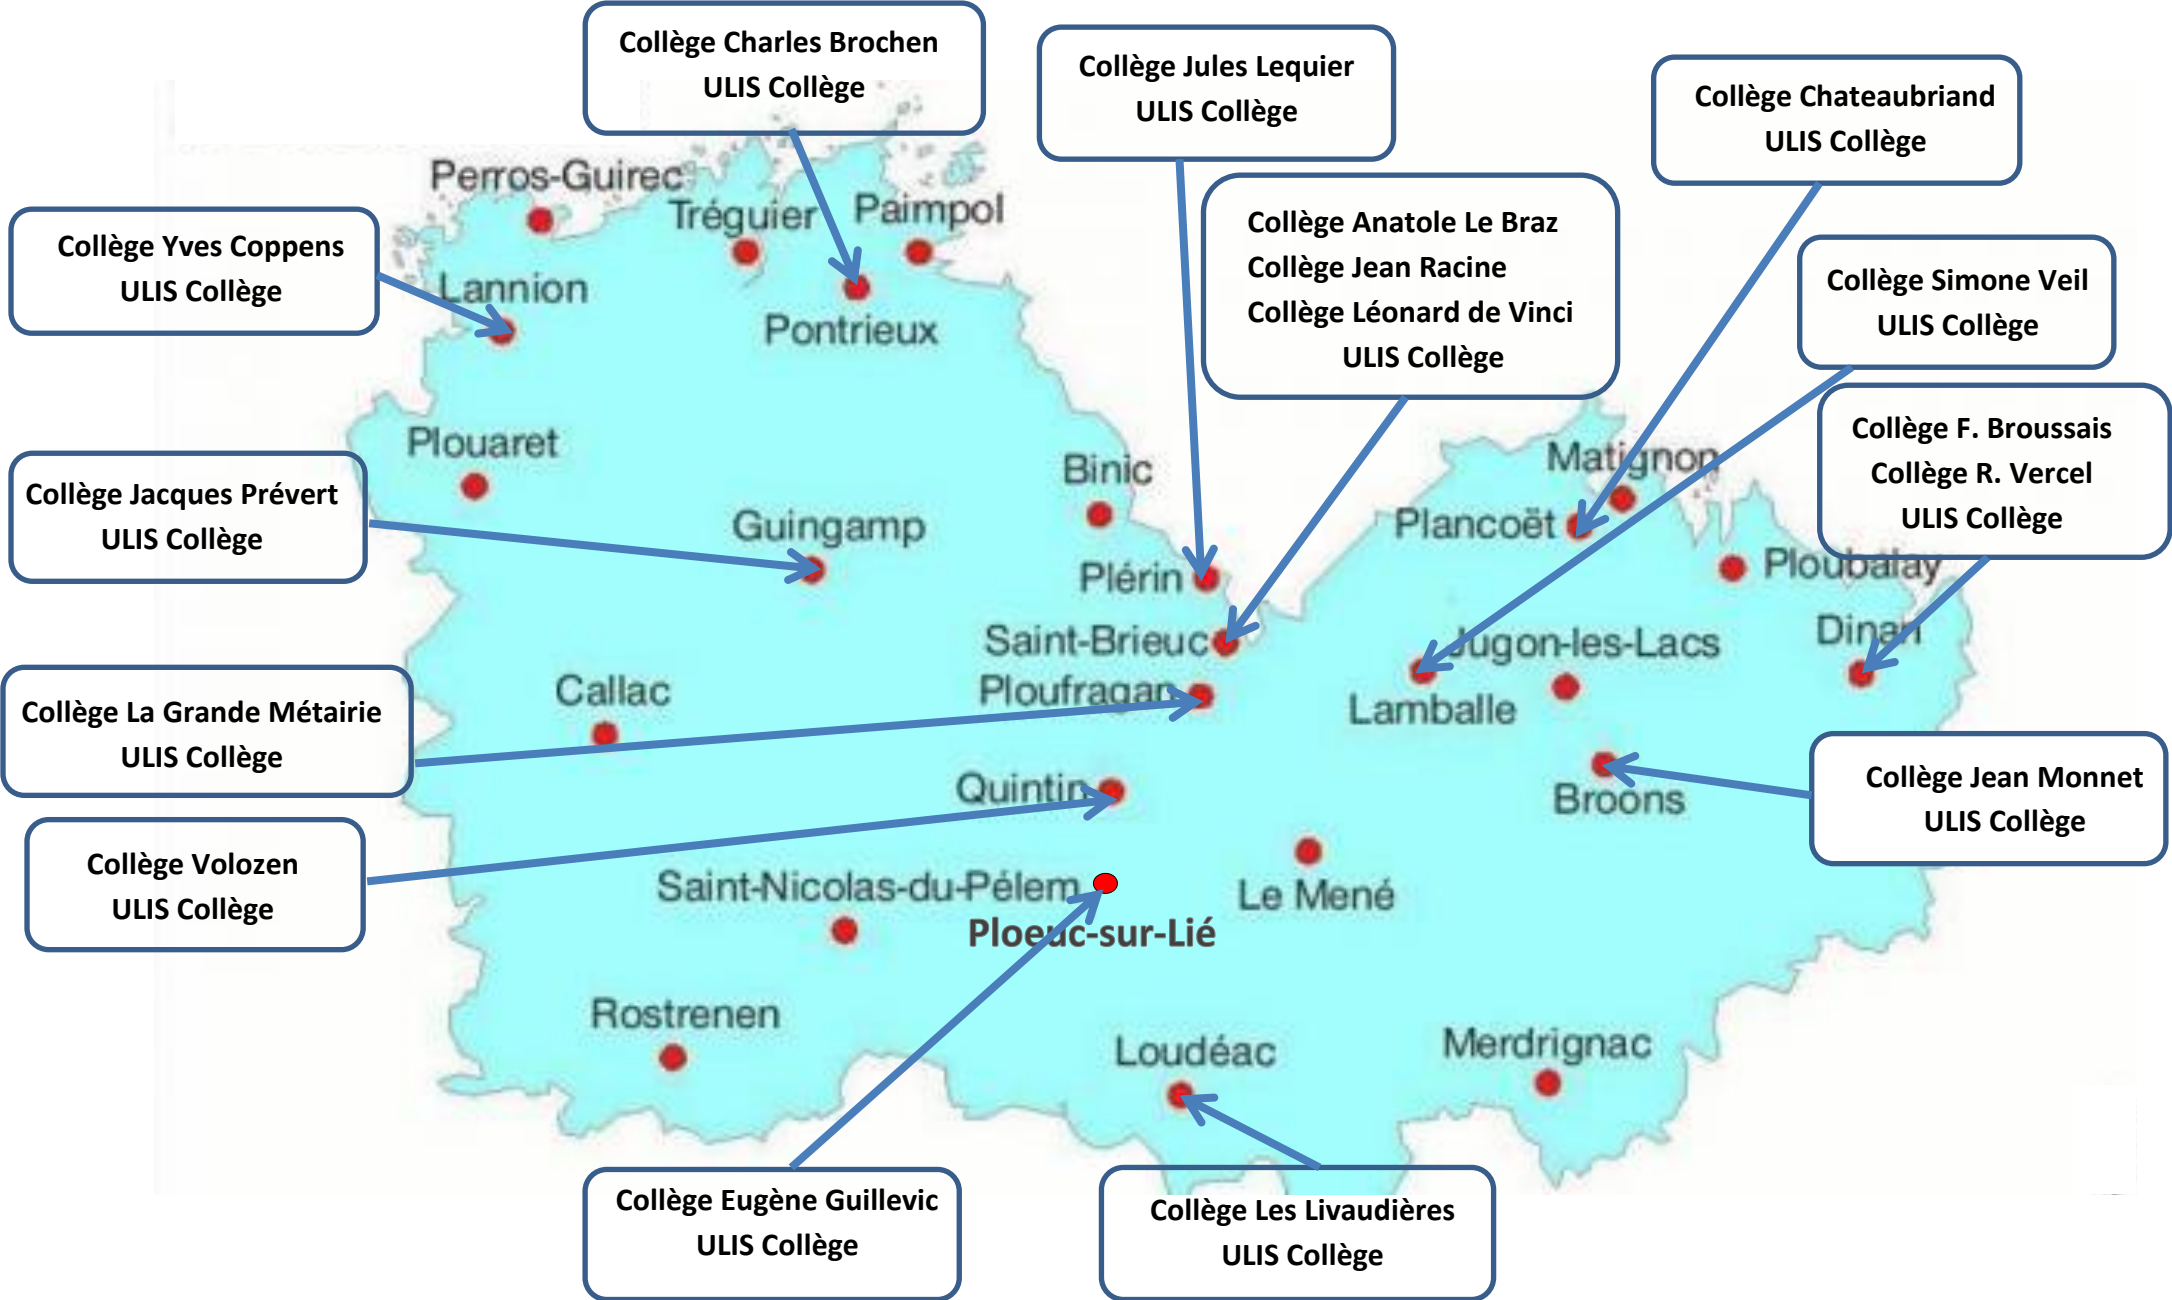 Collège Charles Brochen
ULIS Collège
Collège Jules Lequier
ULIS Collège
Collège Chateaubriand
ULIS Collège
Perros-Guirec
Tréguier
Paimpol
Collège Yves Coppens
ULIS Collège
Collège Anatole Le Braz
Collège Jean Racine
Collège Léonard de Vinci
ULIS Collège
Collège Simone Veil
ULIS Collège
Lannion
Pontrieux
Collège F. Broussais
Collège R. Vercel
ULIS Collège
Plouaret
Binic
Matignon
Collège Jacques Prévert
ULIS Collège
Guingamp
Plancoët
Plérin
Ploubalay
Saint-Brieuc
Jugon-les-Lacs
Dinan
Callac
Ploufragan
Lamballe
Collège La Grande Métairie
ULIS Collège
Quintin
Broons
Collège Jean Monnet
ULIS Collège
Collège Volozen
ULIS Collège
Saint-Nicolas-du-Pélem
Le Mené
Ploeuc-sur-Lié
Rostrenen
Loudéac
Merdrignac
Collège Eugène Guillevic
ULIS Collège
Collège Les Livaudières
ULIS Collège